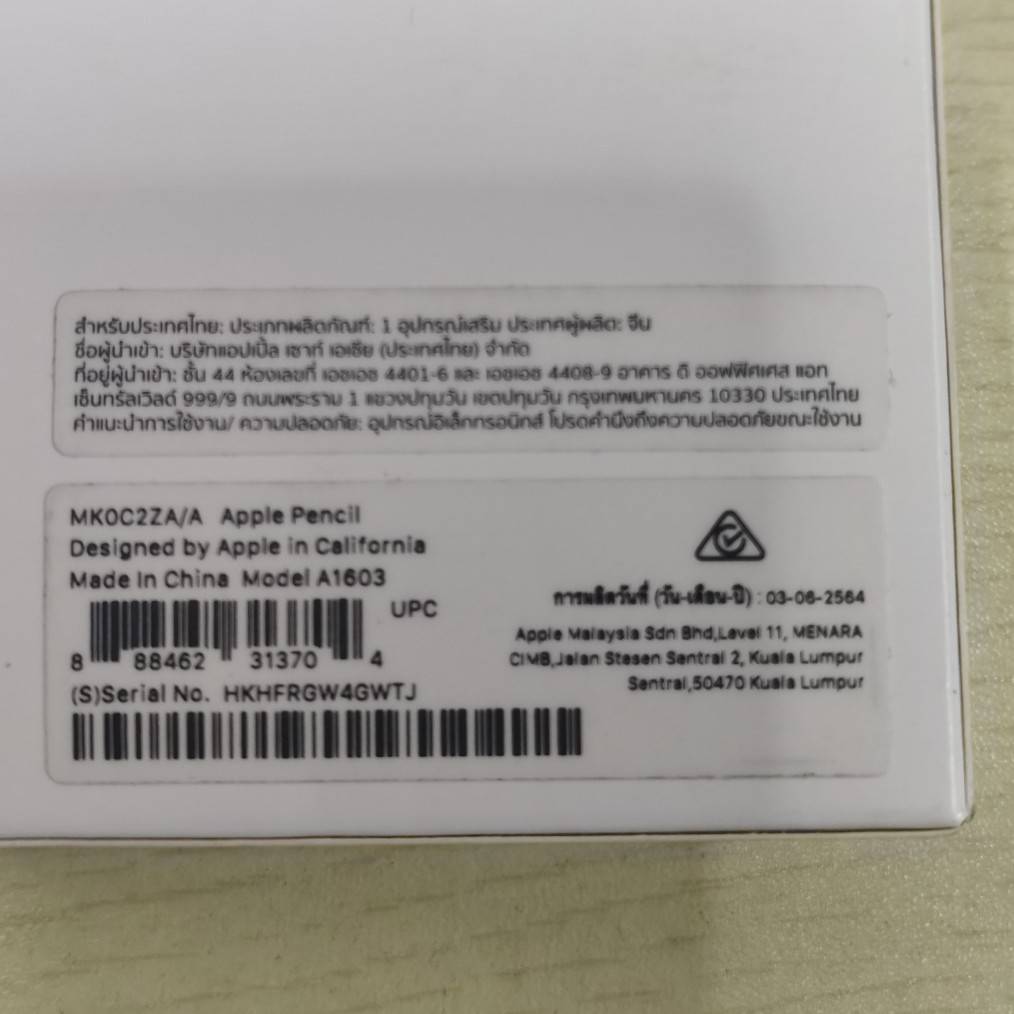 สำหรับประเทศไทย: ประเภทผลิตภัณฑ์: 1 อุปกรณ์เสริม ประเทศผู้ผลิต: จีน
ชื่อผู้นำเข้า: บริษัทแอปเปิ้ล เซาท์ เอเชีย (ประเทศไทย) จำกัด
ที่อยู่ผู้นำเข้า: ชั้น 44 ห้องเลขที่ เอชเอช 4401-6 และ เอชเอช 4408-9 อาคาร ดิ ออฟฟิศเศส แอท
เซ็นทรัลเวิลด์ 999/9 ถนนพระราม 1 แขวงปทุมวัน เขตปทุมวัน กรุงเทพมหานคร 10330 ประเทศไทย
คำแนะนำการใช้งาน/ ความปลอดภัย: อุปกรณ์อิเล็กทรอนิกส์ โปรดคำนึงถึงความปลอดภัยขณะใช้งาน
MK0C2ZA/A Apple Pencil
Designed by Apple in California
Made In China Model A1603
UPC
8 88462 31370 4
(S)Serial No. HKHFRGW4GWTJ
การผลิตวันที่ (วัน-เดือน-ปี) : 03-06-2564
Apple Malaysia Sdn Bhd,Level 11, MENARA
CIMB,Jalan Stesen Sentral 2, Kuala Lumpur
Sentral,50470 Kuala Lumpur